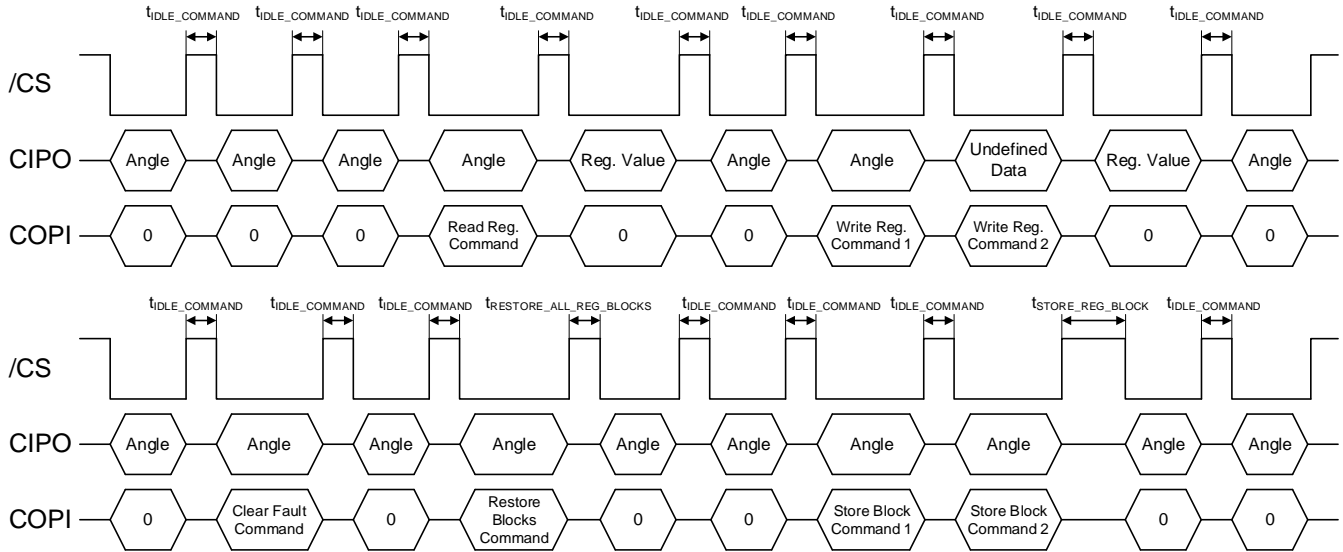 tIDLE_COMMAND tIDLE_COMMAND tIDLE_COMMAND tIDLE_COMMAND tIDLE_COMMAND tIDLE_COMMAND tIDLE_COMMAND tIDLE_COMMAND tIDLE_COMMAND
/CS
CIPO Angle Angle Angle Angle Reg. Value Angle Angle Undefined Data Reg. Value Angle
COPI 0 0 0 Read Reg. Command 0 0 Write Reg. Command 1 Write Reg. Command 2 0 0
tIDLE_COMMAND tIDLE_COMMAND tIDLE_COMMAND tRESTORE_ALL_REG_BLOCKS tIDLE_COMMAND tIDLE_COMMAND tIDLE_COMMAND tSTORE_REG_BLOCK tIDLE_COMMAND
/CS
CIPO Angle Angle Angle Angle Angle Angle Angle Angle Angle Angle
COPI 0 Clear Fault Command 0 Restore Blocks Command 0 0 Store Block Command 1 Store Block Command 2 0 0